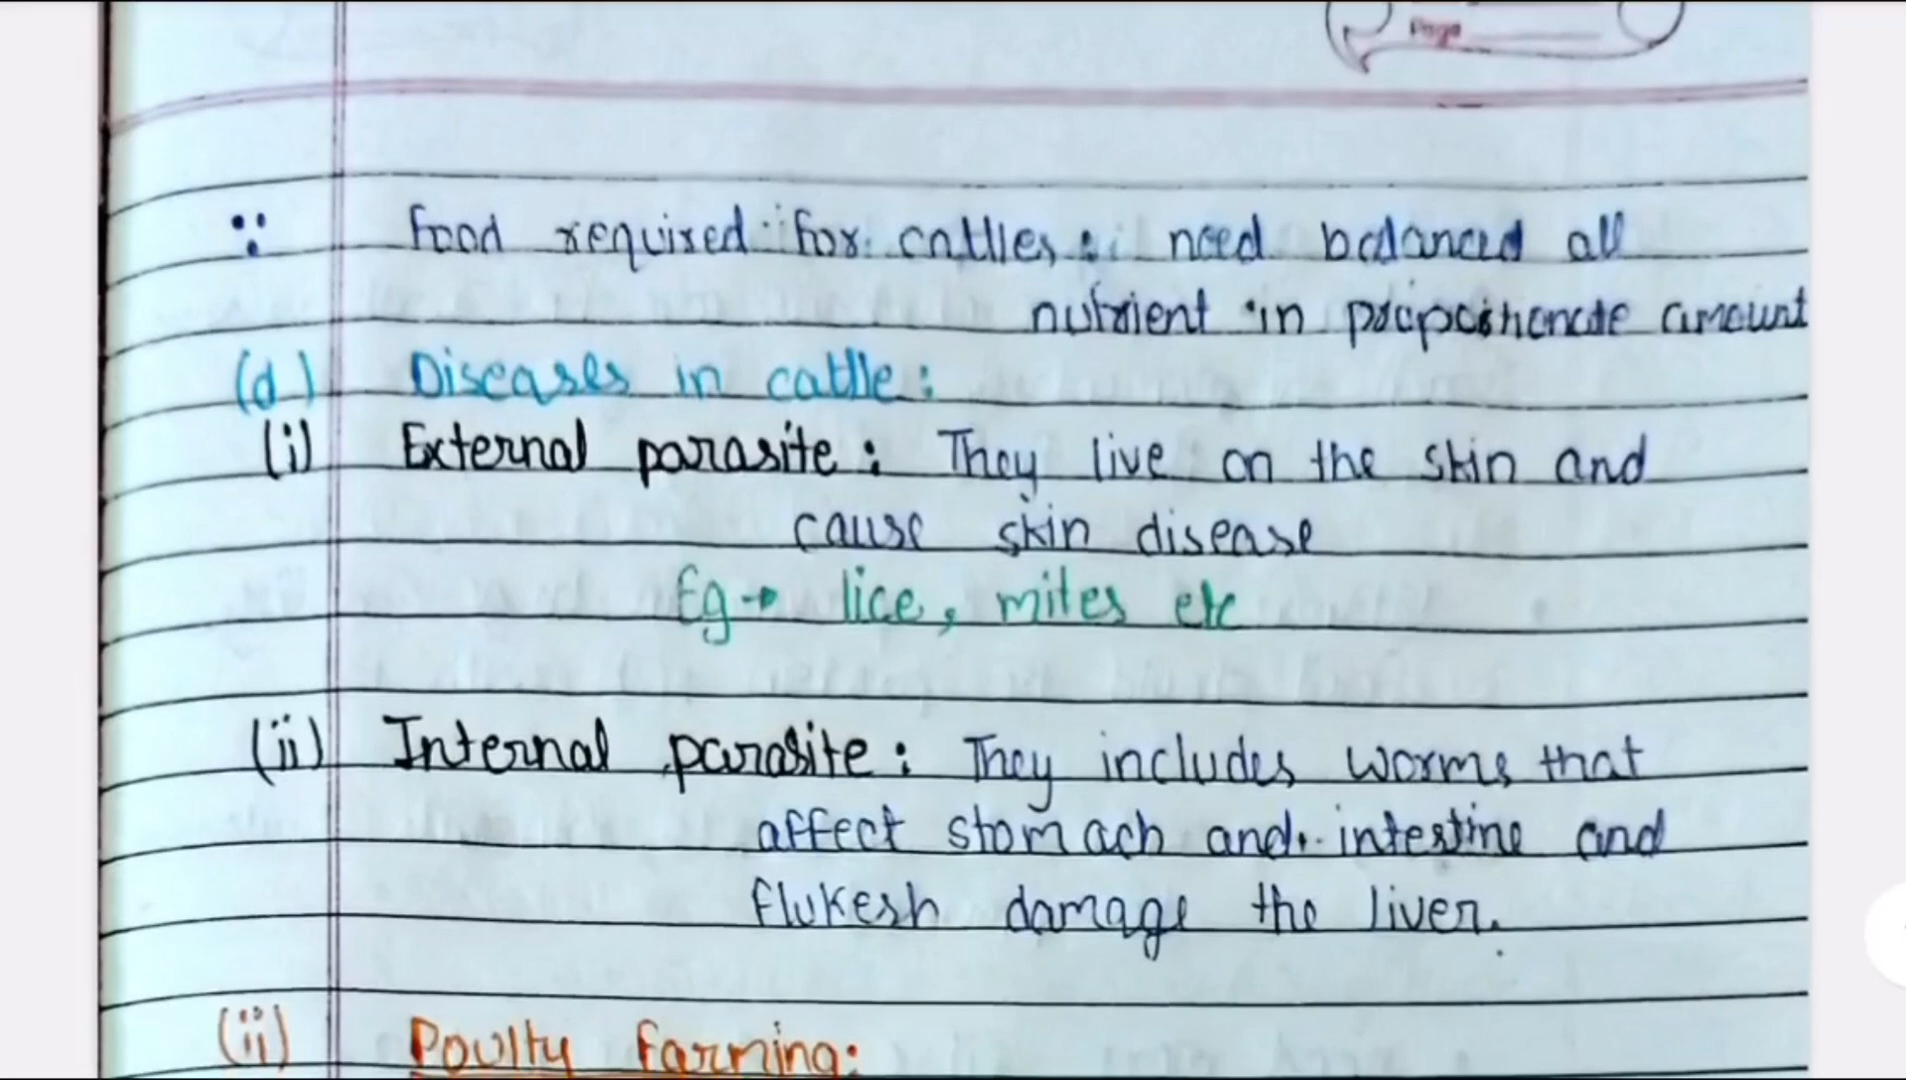 Page
∵ Food required for cattles : need balanced all
nutrient in proportionate amount
(d) Diseases in cattle:
(i) External parasite : They live on the skin and
cause skin disease
Eg → lice, mites etc
(ii) Internal parasite : They includes worms that
affect stomach and intestine and
flukesh damage the liver.
(ii) Poulty farming: